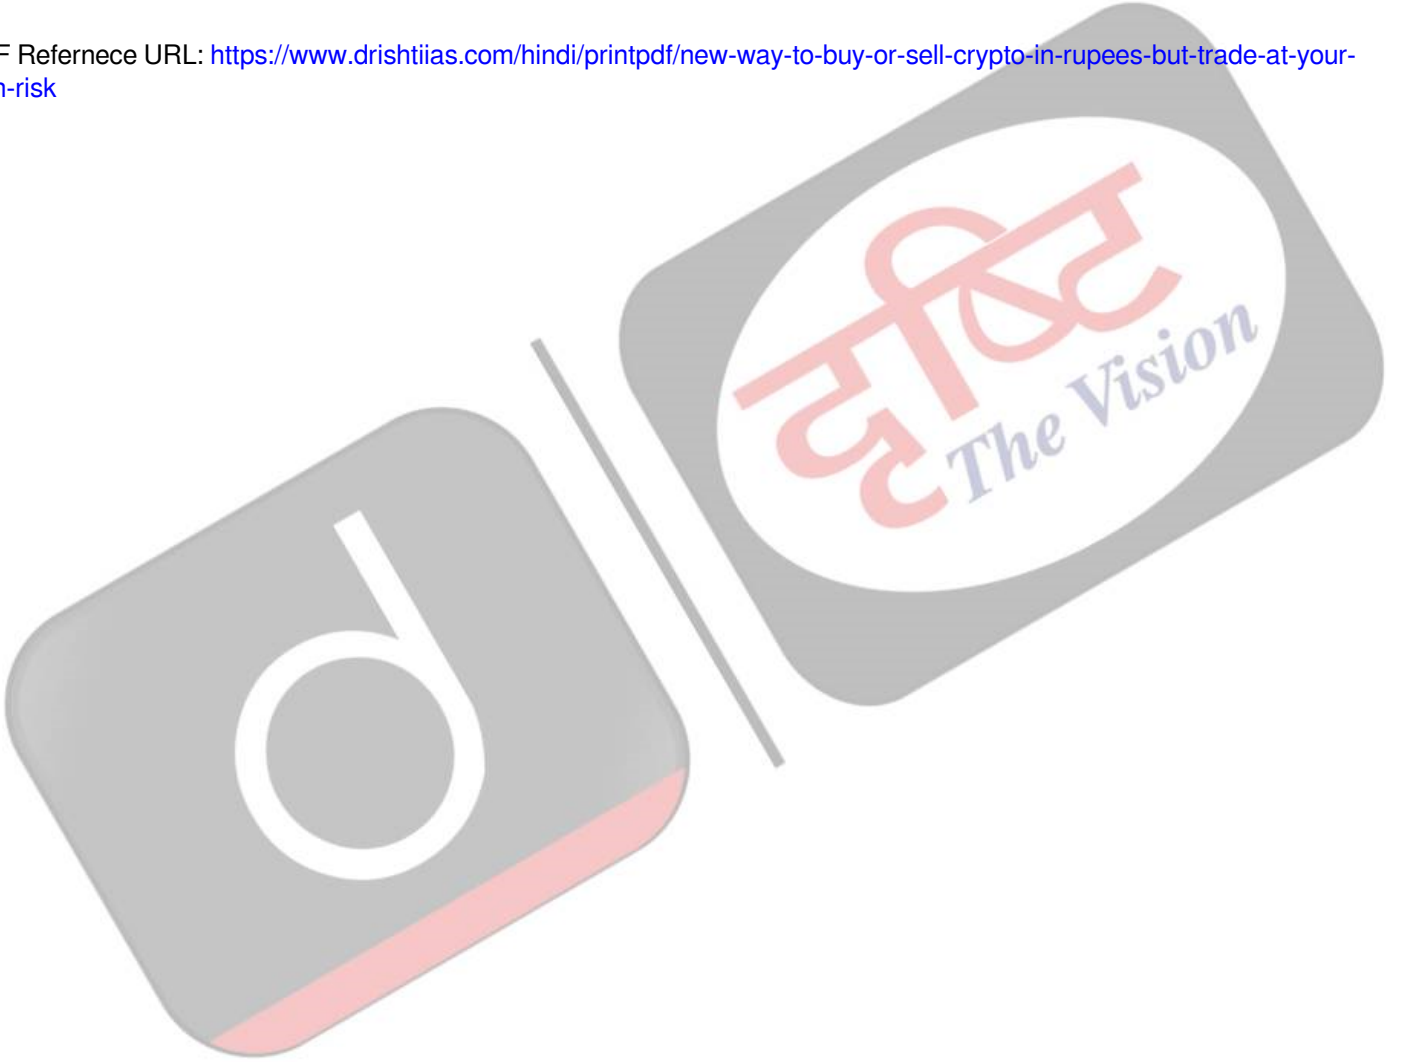 F Refernece URL: https://www.drishtiias.com/hindi/printpdf/new-way-to-buy-or-sell-crypto-in-rupees-but-trade-at-your-
n-risk
दृष्टि
The Vision
d